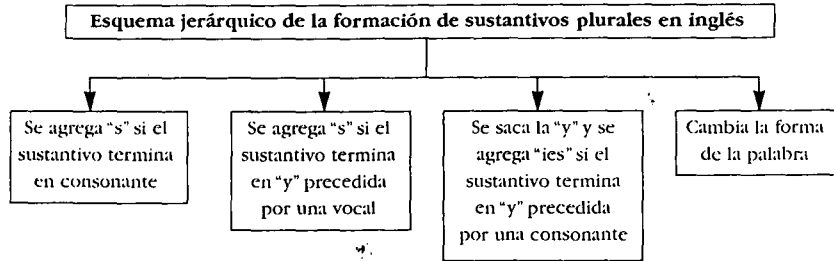 Esquema jerárquico de la formación de sustantivos plurales en inglés
Se agrega "s" si el
sustantivo termina
en consonante
Se agrega "s" si el
sustantivo termina
en "y" precedida
por una vocal
Se saca la "y" y se
agrega "ies" si el
sustantivo termina
en "y" precedida
por una consonante
Cambia la forma
de la palabra